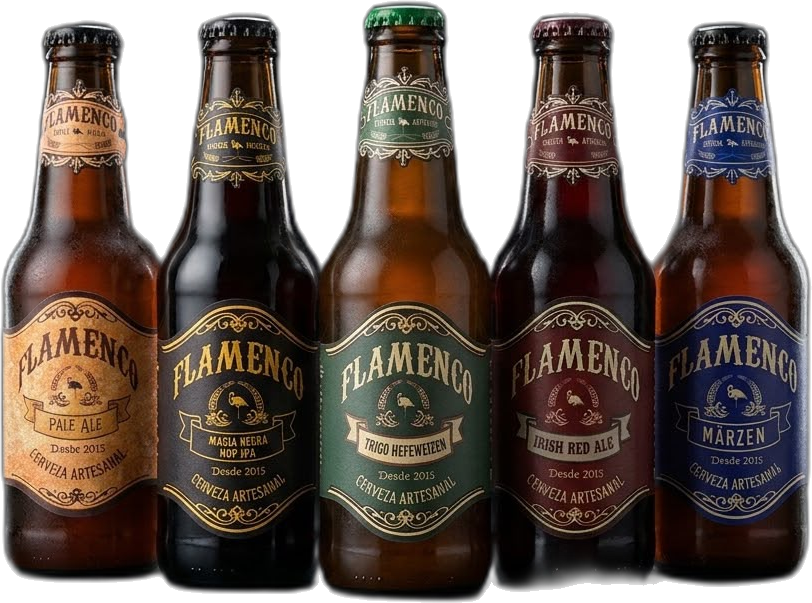 FLAMENCO
FLAMENCO
PALE ALE
Desbc 2015
CERVEZA ARTESANAL
FLAMENCO
FLAMENCO
MAGIA NEGRA
HOP IPA
Desde 2015
CERVEZA ARTESANAL
FLAMENCO
FLAMENCO
TRIGO HEFEWEIZEN
Desde 2015
CERVEZA ARTESANAL
FLAMENCO
FLAMENCO
IRISH RED ALE
Desde 2015
CERVEZA ARTESANAL
FLAMENCO
FLAMENCO
MÄRZEN
Desde 2015
CERVEZA ARTESANAL